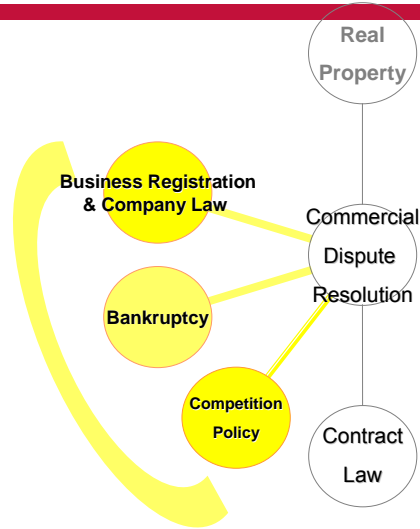 Real
Property
Business Registration
& Company Law
Commercial
Dispute
Resolution
Bankruptcy
Competition
Policy
Contract
Law